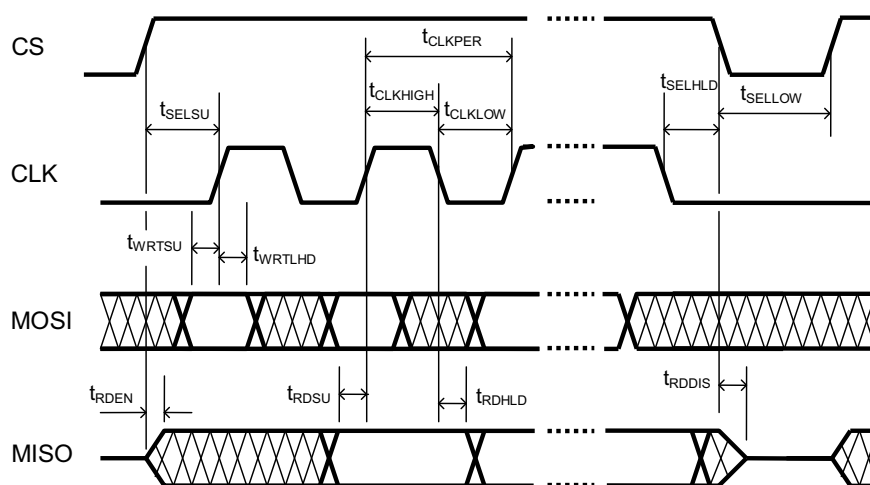 CS
tCLKPER
tCLKHIGH
tSELHLD
tSELSU
tCLKLOW
tSELLOW
CLK
tWRTSU
tWRTLHD
MOSI
tRDEN
tRDSU
tRDHLD
tRDDIS
MISO